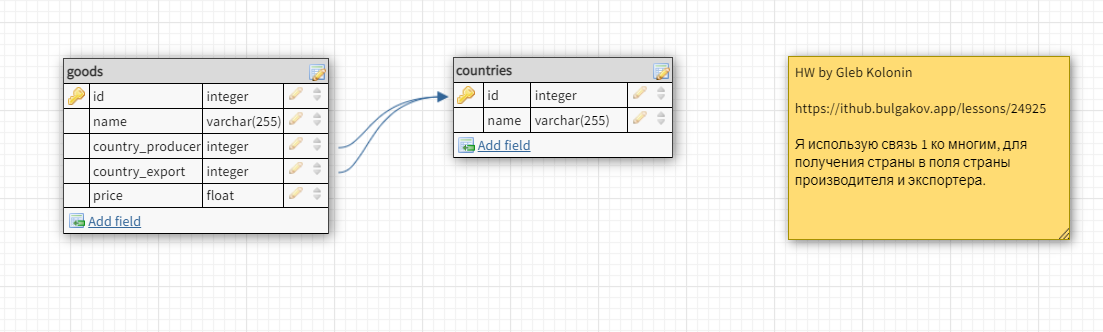 goods
id integer
name varchar(255)
country_producer integer
country_export integer
price float
Add field
countries
id integer
name varchar(255)
Add field
HW by Gleb Kolonin
https://ithub.bulgakov.app/lessons/24925
Я использую связь 1 ко многим, для
получения страны в поля страны
производителя и экспортера.